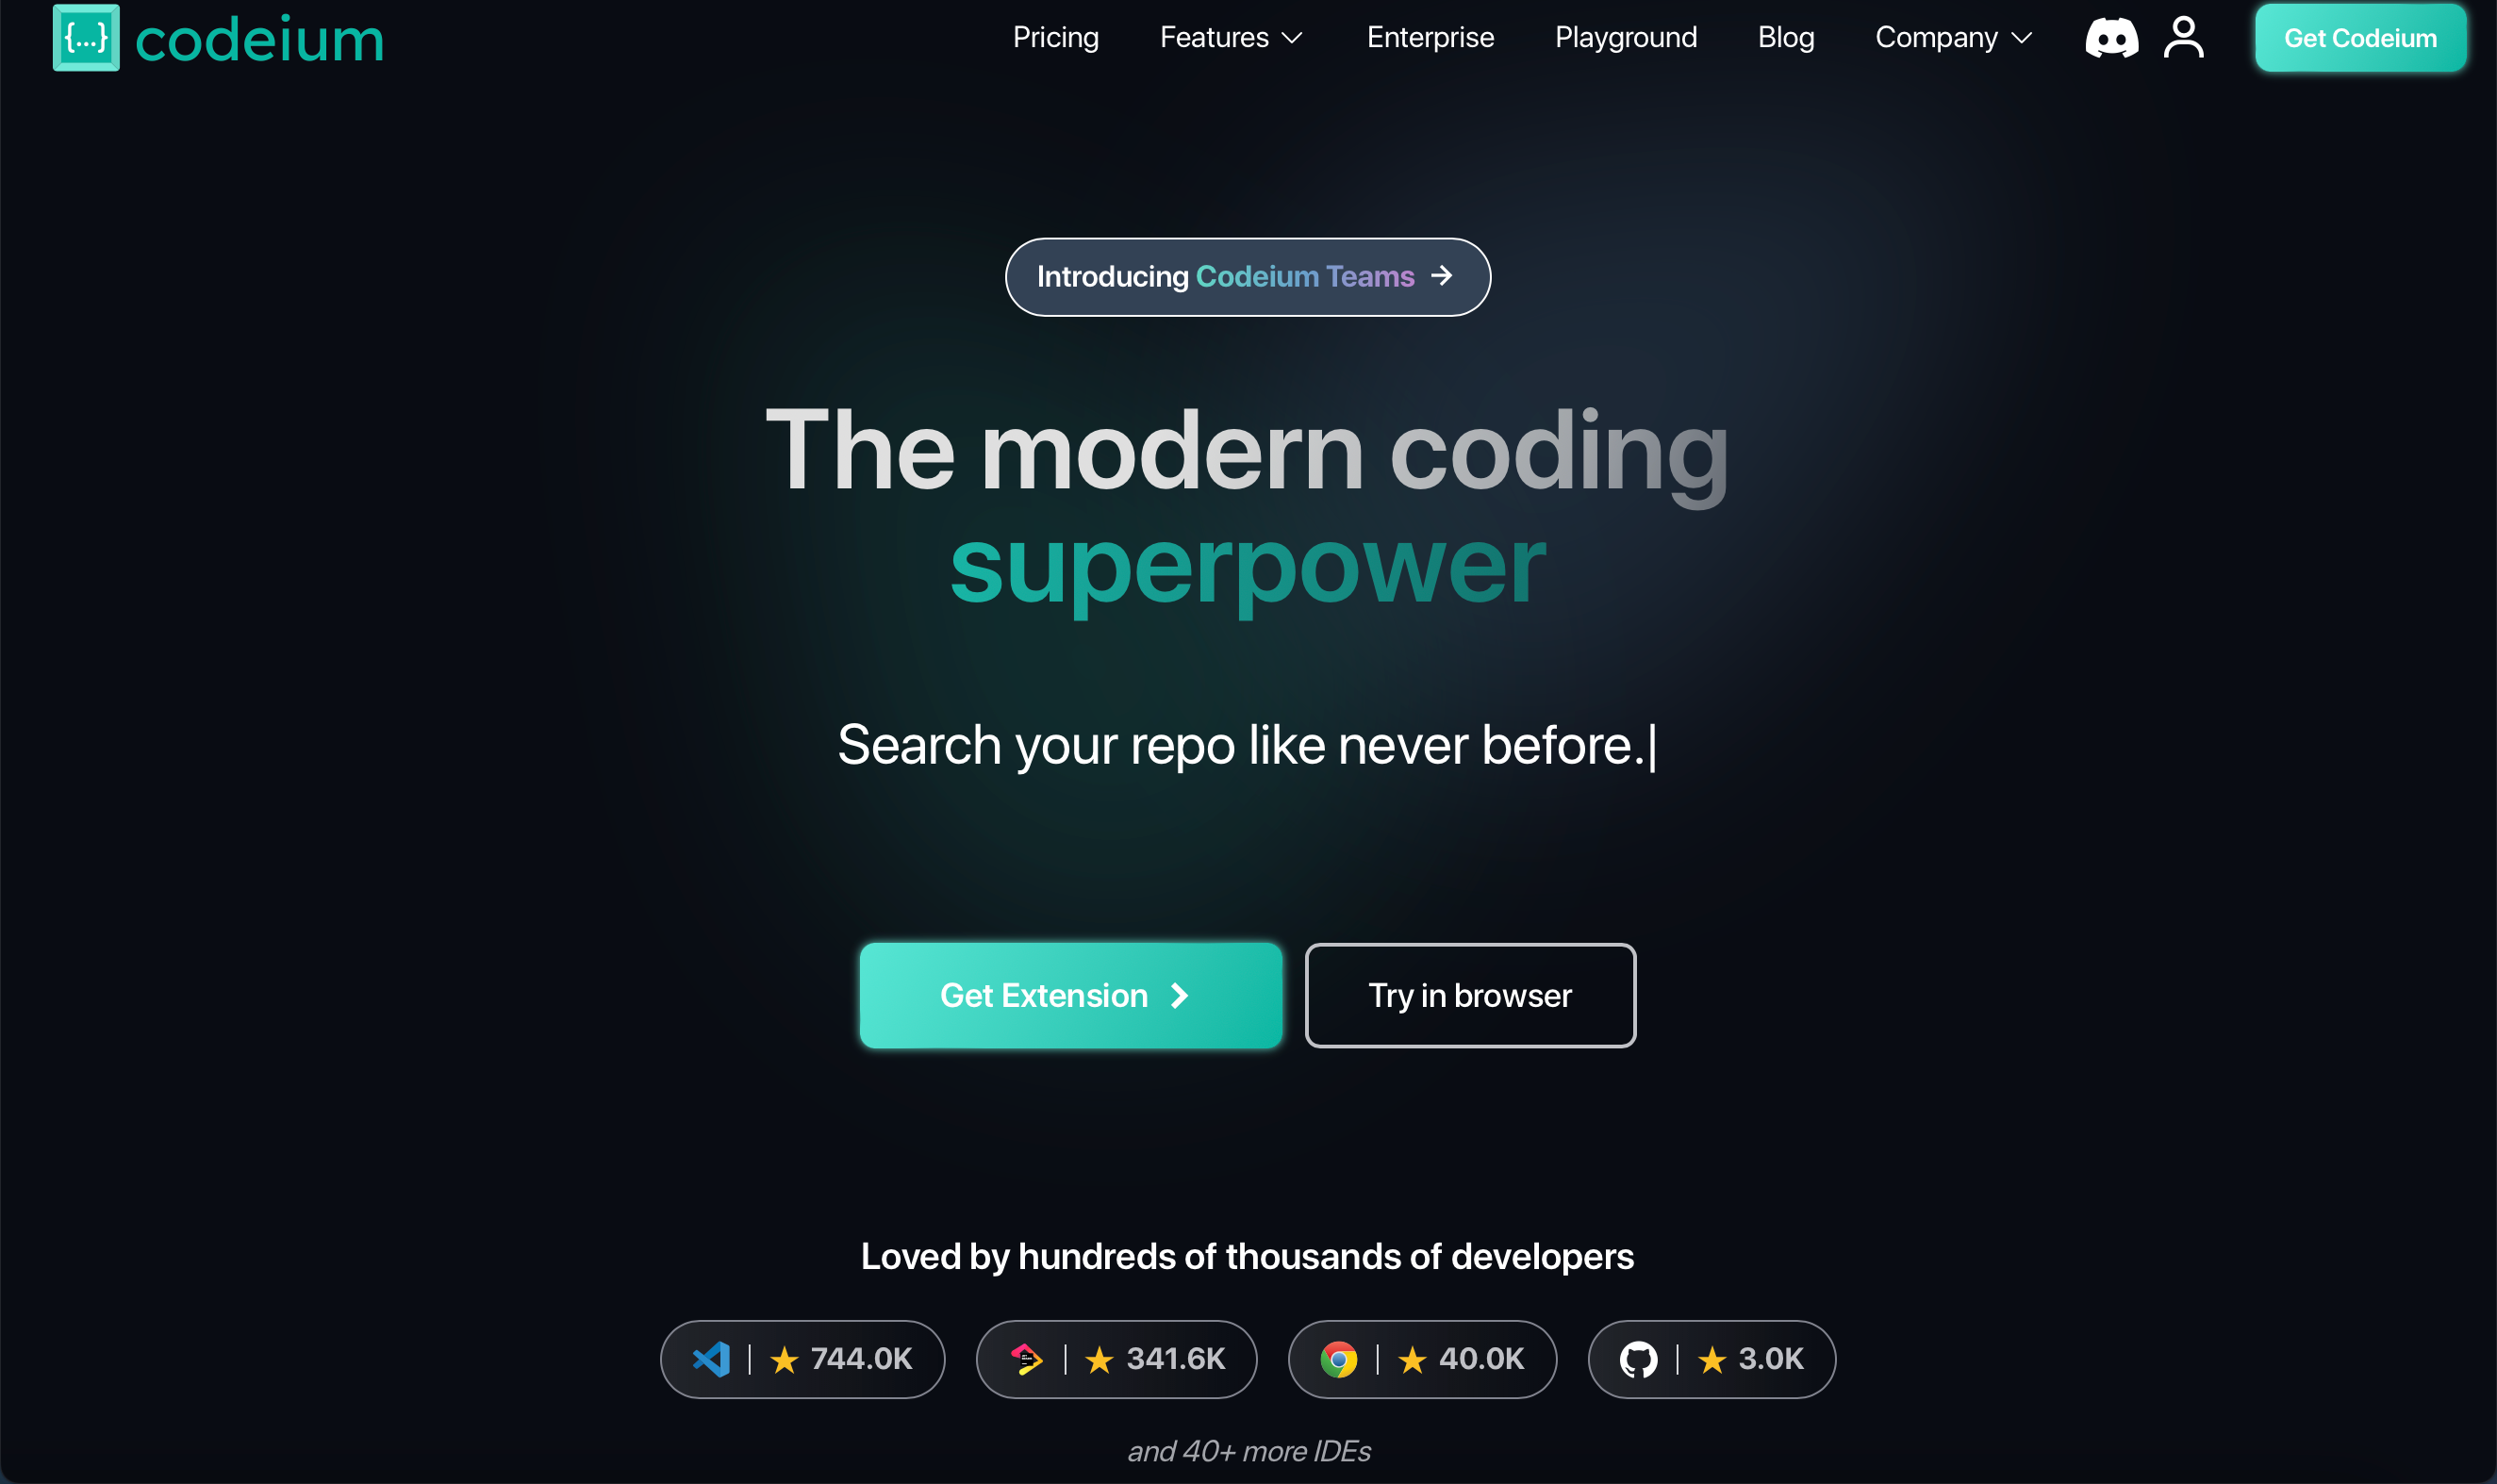 {...} codeium
Pricing Features Enterprise Playground Blog Company Get Codeium
Introducing Codeium Teams →
The modern coding
superpower
Search your repo like never before.|
Get Extension Try in browser
Loved by hundreds of thousands of developers
744.0K 341.6K 40.0K 3.0K
and 40+ more IDEs